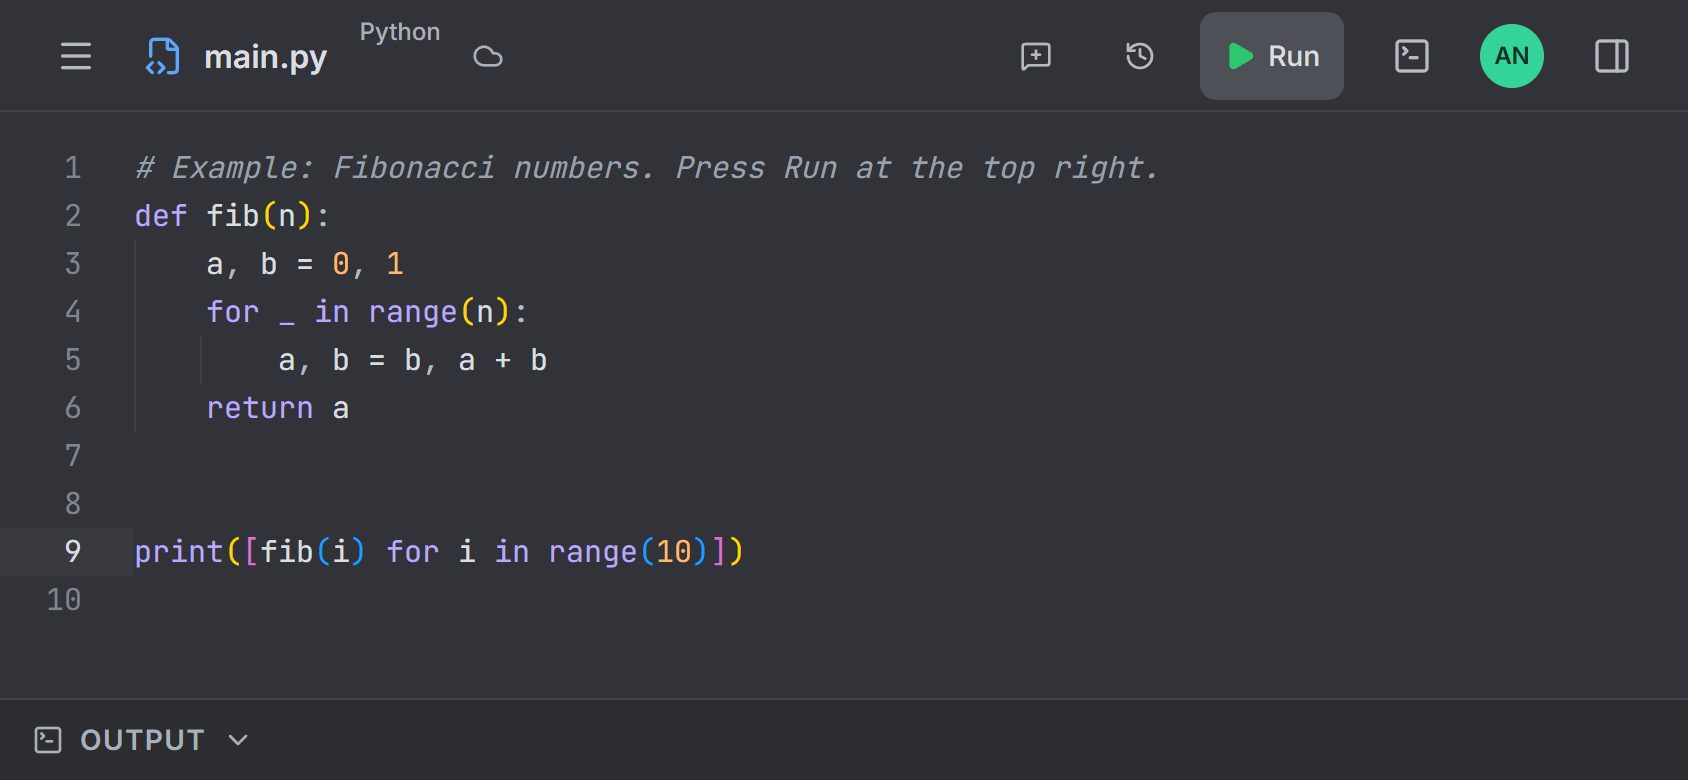 main.py Python
Run
AN
1 # Example: Fibonacci numbers. Press Run at the top right.
2 def fib(n):
3     a, b = 0, 1
4     for _ in range(n):
5         a, b = b, a + b
6     return a
7
8
9 print([fib(i) for i in range(10)])
10
OUTPUT